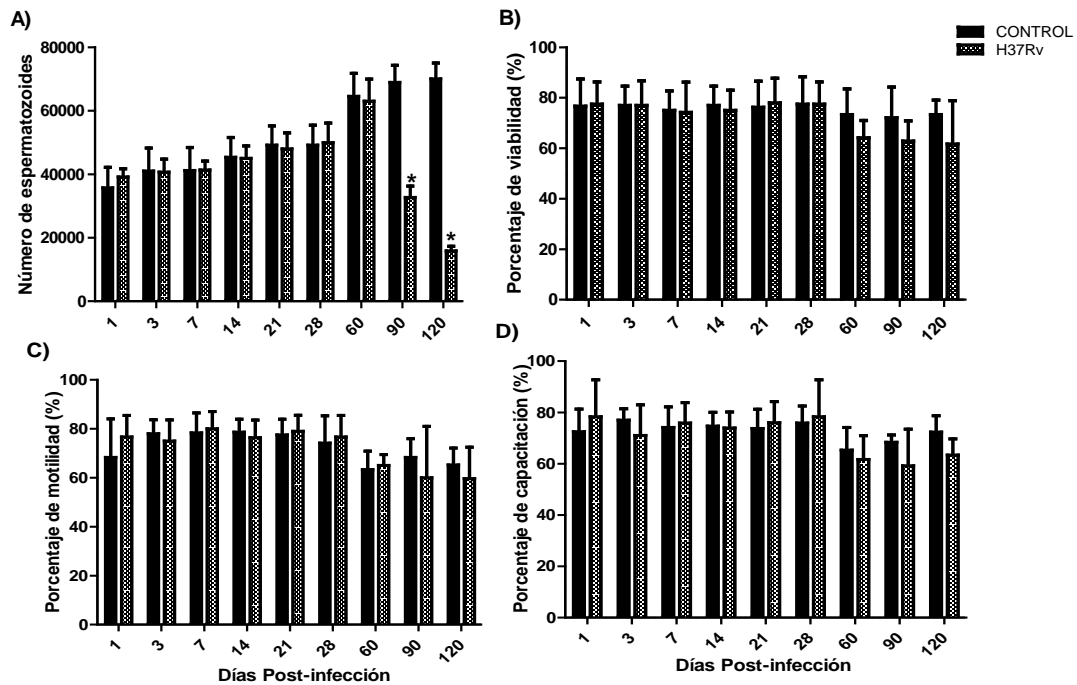 A)
Número de espermatozoides
80000
60000
40000
20000
0
*
*
1 3 7 14 21 28 60 90 120
B)
CONTROL
H37Rv
Porcentaje de viabilidad (%)
100
80
60
40
20
0
1 3 7 14 21 28 60 90 120
C)
Porcentaje de motilidad (%)
100
80
60
40
20
0
1 3 7 14 21 28 60 90 120
Días Post-infección
D)
Porcentaje de capacitación (%)
100
80
60
40
20
0
1 3 7 14 21 28 60 90 120
Días Post-infección